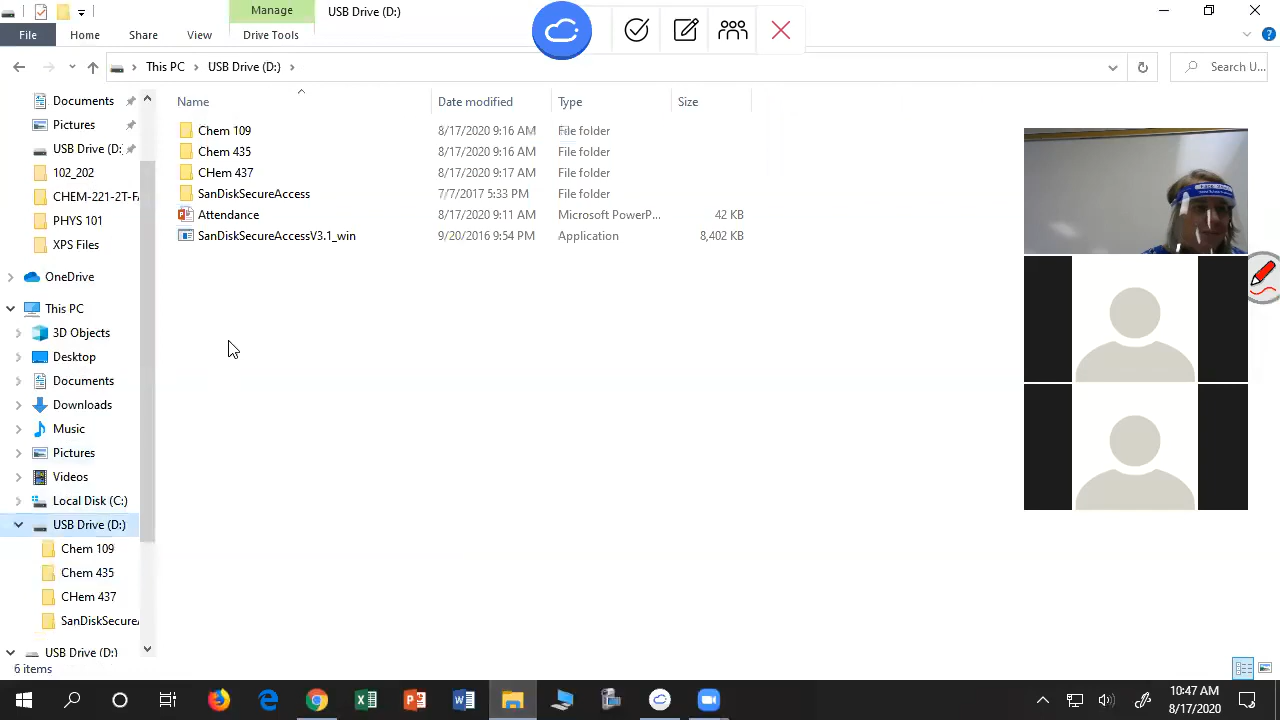 Manage
USB Drive (D:)
File
Home
Share
View
Drive Tools
This PC
USB Drive (D:)
Search U...
Name
Date modified
Type
Size
Chem 109 8/17/2020 9:16 AM File folder
Chem 435 8/17/2020 9:16 AM File folder
CHem 437 8/17/2020 9:17 AM File folder
SanDiskSecureAccess 7/7/2017 5:33 PM File folder
Attendance 8/17/2020 9:11 AM Microsoft PowerP... 42 KB
SanDiskSecureAccessV3.1_win 9/20/2016 9:54 PM Application 8,402 KB
Documents
Pictures
USB Drive (D:)
102_202
CHEM-221-2T-FA
PHYS 101
XPS Files
OneDrive
This PC
3D Objects
Desktop
Documents
Downloads
Music
Pictures
Videos
Local Disk (C:)
USB Drive (D:)
Chem 109
Chem 435
CHem 437
SanDiskSecureA
USB Drive (D:)
6 items
10:47 AM
8/17/2020